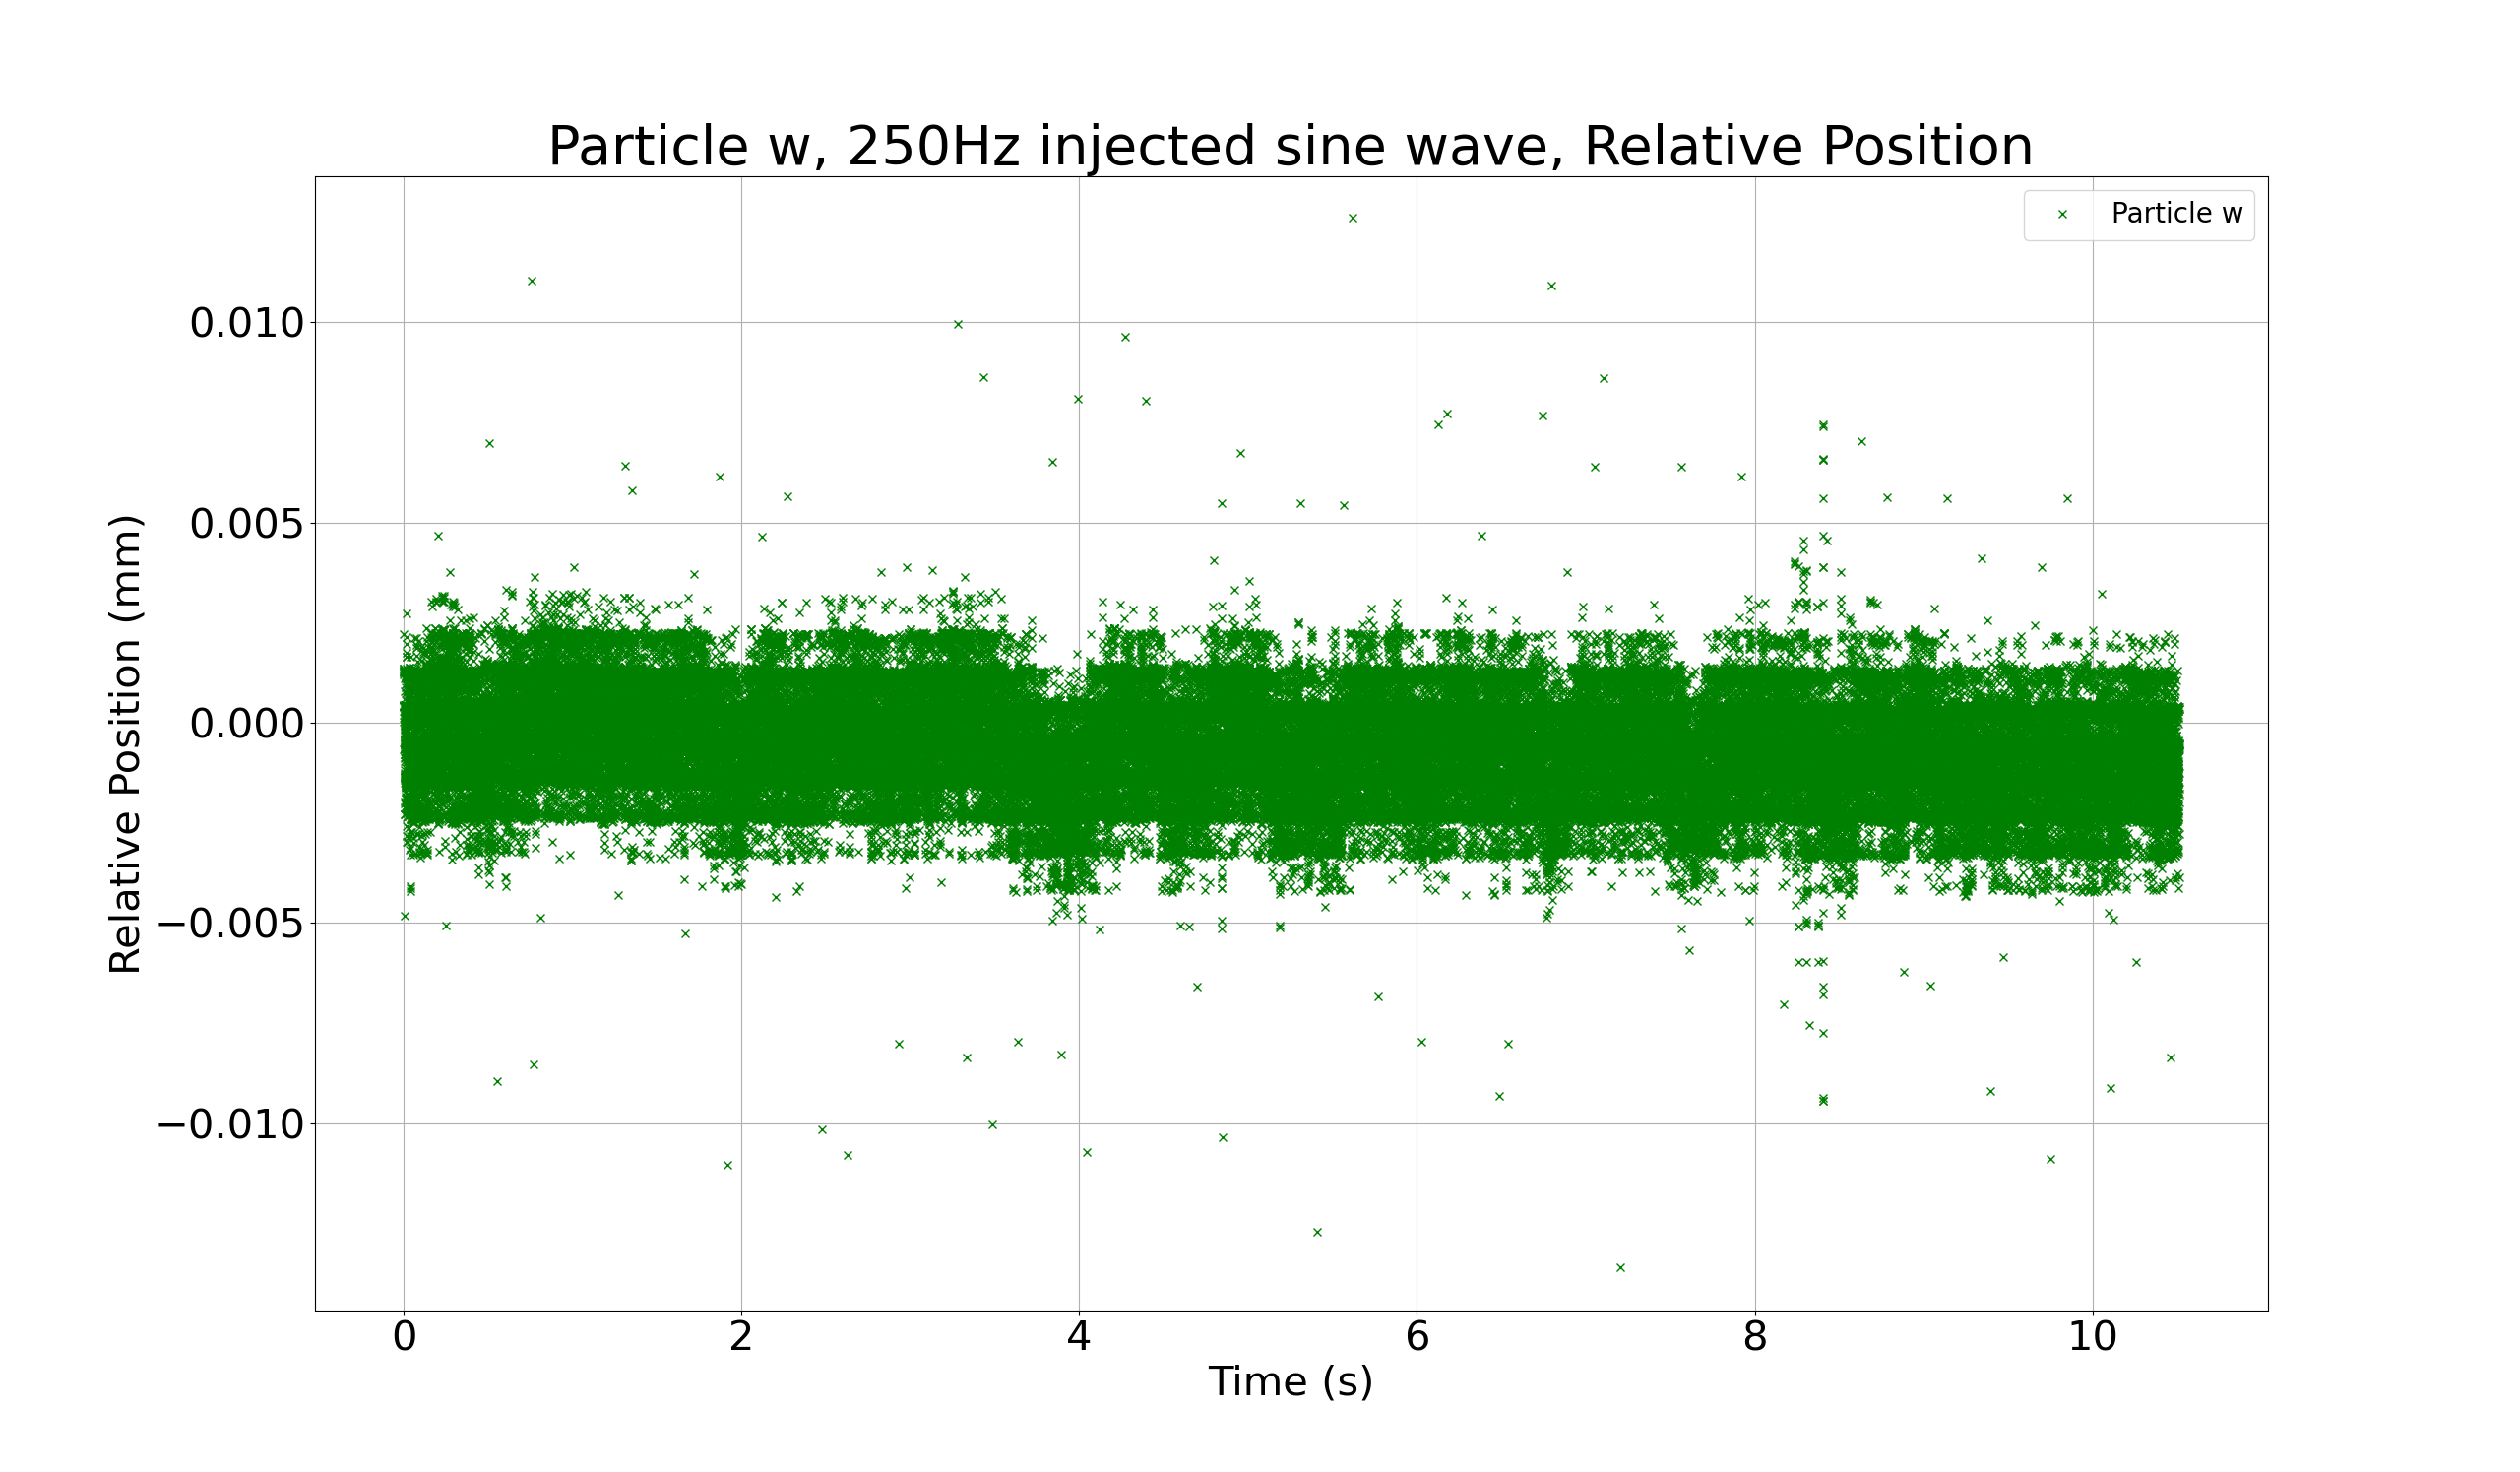 Particle w, 250Hz injected sine wave, Relative Position
Particle w
0.010
0.005
0.000
−0.005
−0.010
Relative Position (mm)
0 2 4 6 8 10
Time (s)